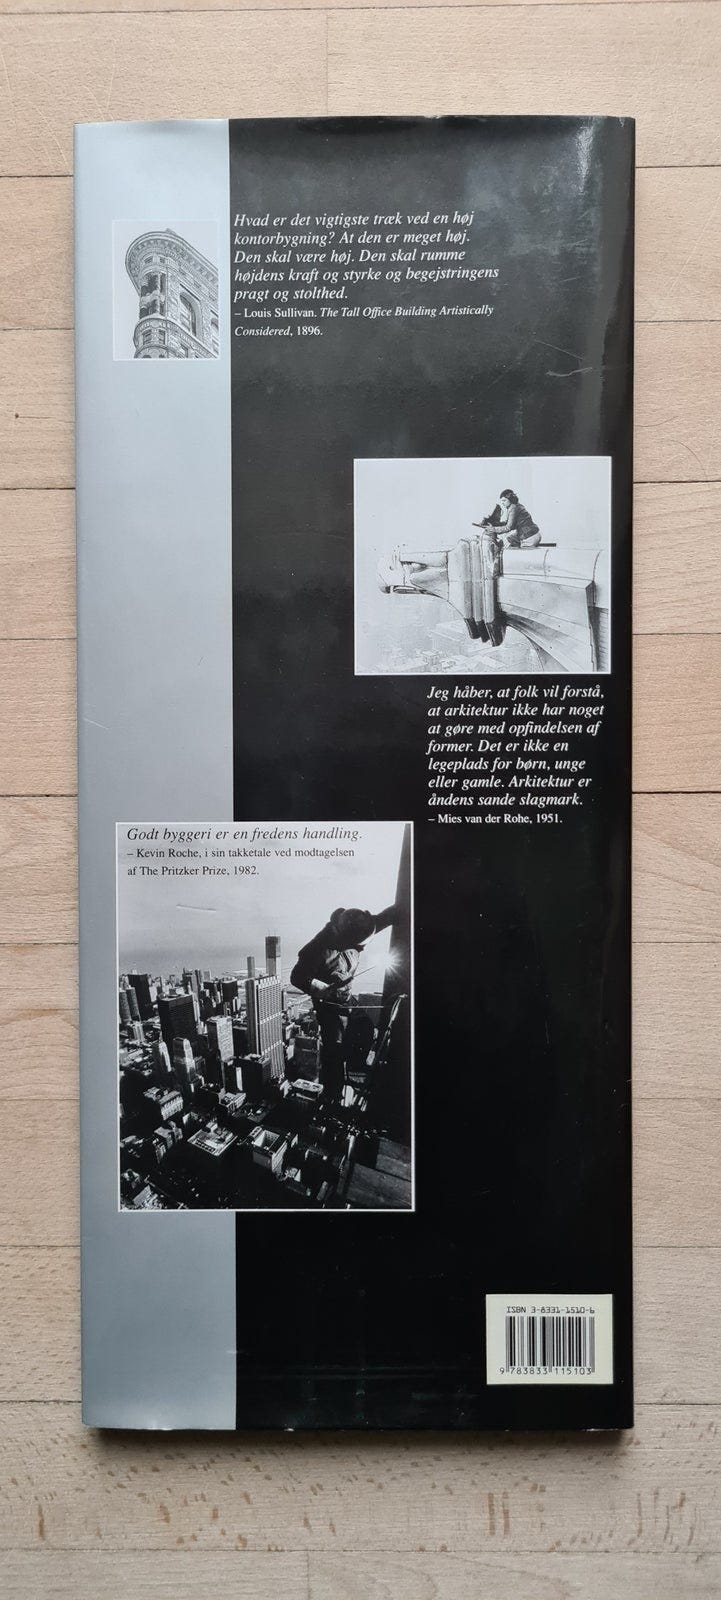 Hvad er det vigtigste træk ved en høj
kontorbygning? At den er meget høj.
Den skal være høj. Den skal rumme
højdens kraft og styrke og begejstringens
pragt og stolthed.
– Louis Sullivan. The Tall Office Building Artistically
Considered, 1896.
Jeg håber, at folk vil forstå,
at arkitektur ikke har noget
at gøre med opfindelsen af
former. Det er ikke en
legeplads for børn, unge
eller gamle. Arkitektur er
åndens sande slagmark.
– Mies van der Rohe, 1951.
Godt byggeri er en fredens handling.
– Kevin Roche, i sin takketale ved modtagelsen
af The Pritzker Prize, 1982.
ISBN 3-8331-1510-6
9 783833 115103